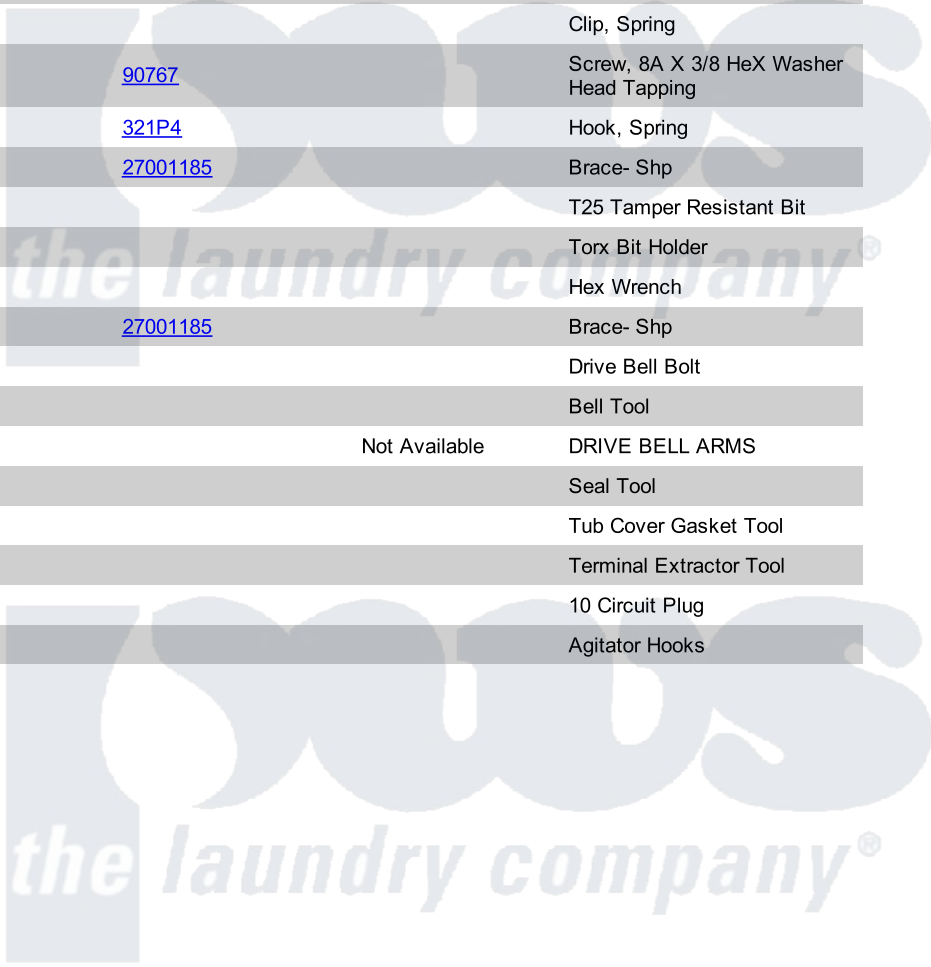 Clip, Spring
90767 Screw, 8A X 3/8 HeX Washer
Head Tapping
321P4 Hook, Spring
27001185 Brace- Shp
T25 Tamper Resistant Bit
Torx Bit Holder
the laundry company®
Hex Wrench
27001185 Brace- Shp
Drive Bell Bolt
Bell Tool
Not Available DRIVE BELL ARMS
Seal Tool
Tub Cover Gasket Tool
Terminal Extractor Tool
10 Circuit Plug
pws
Agitator Hooks
the laundry company®